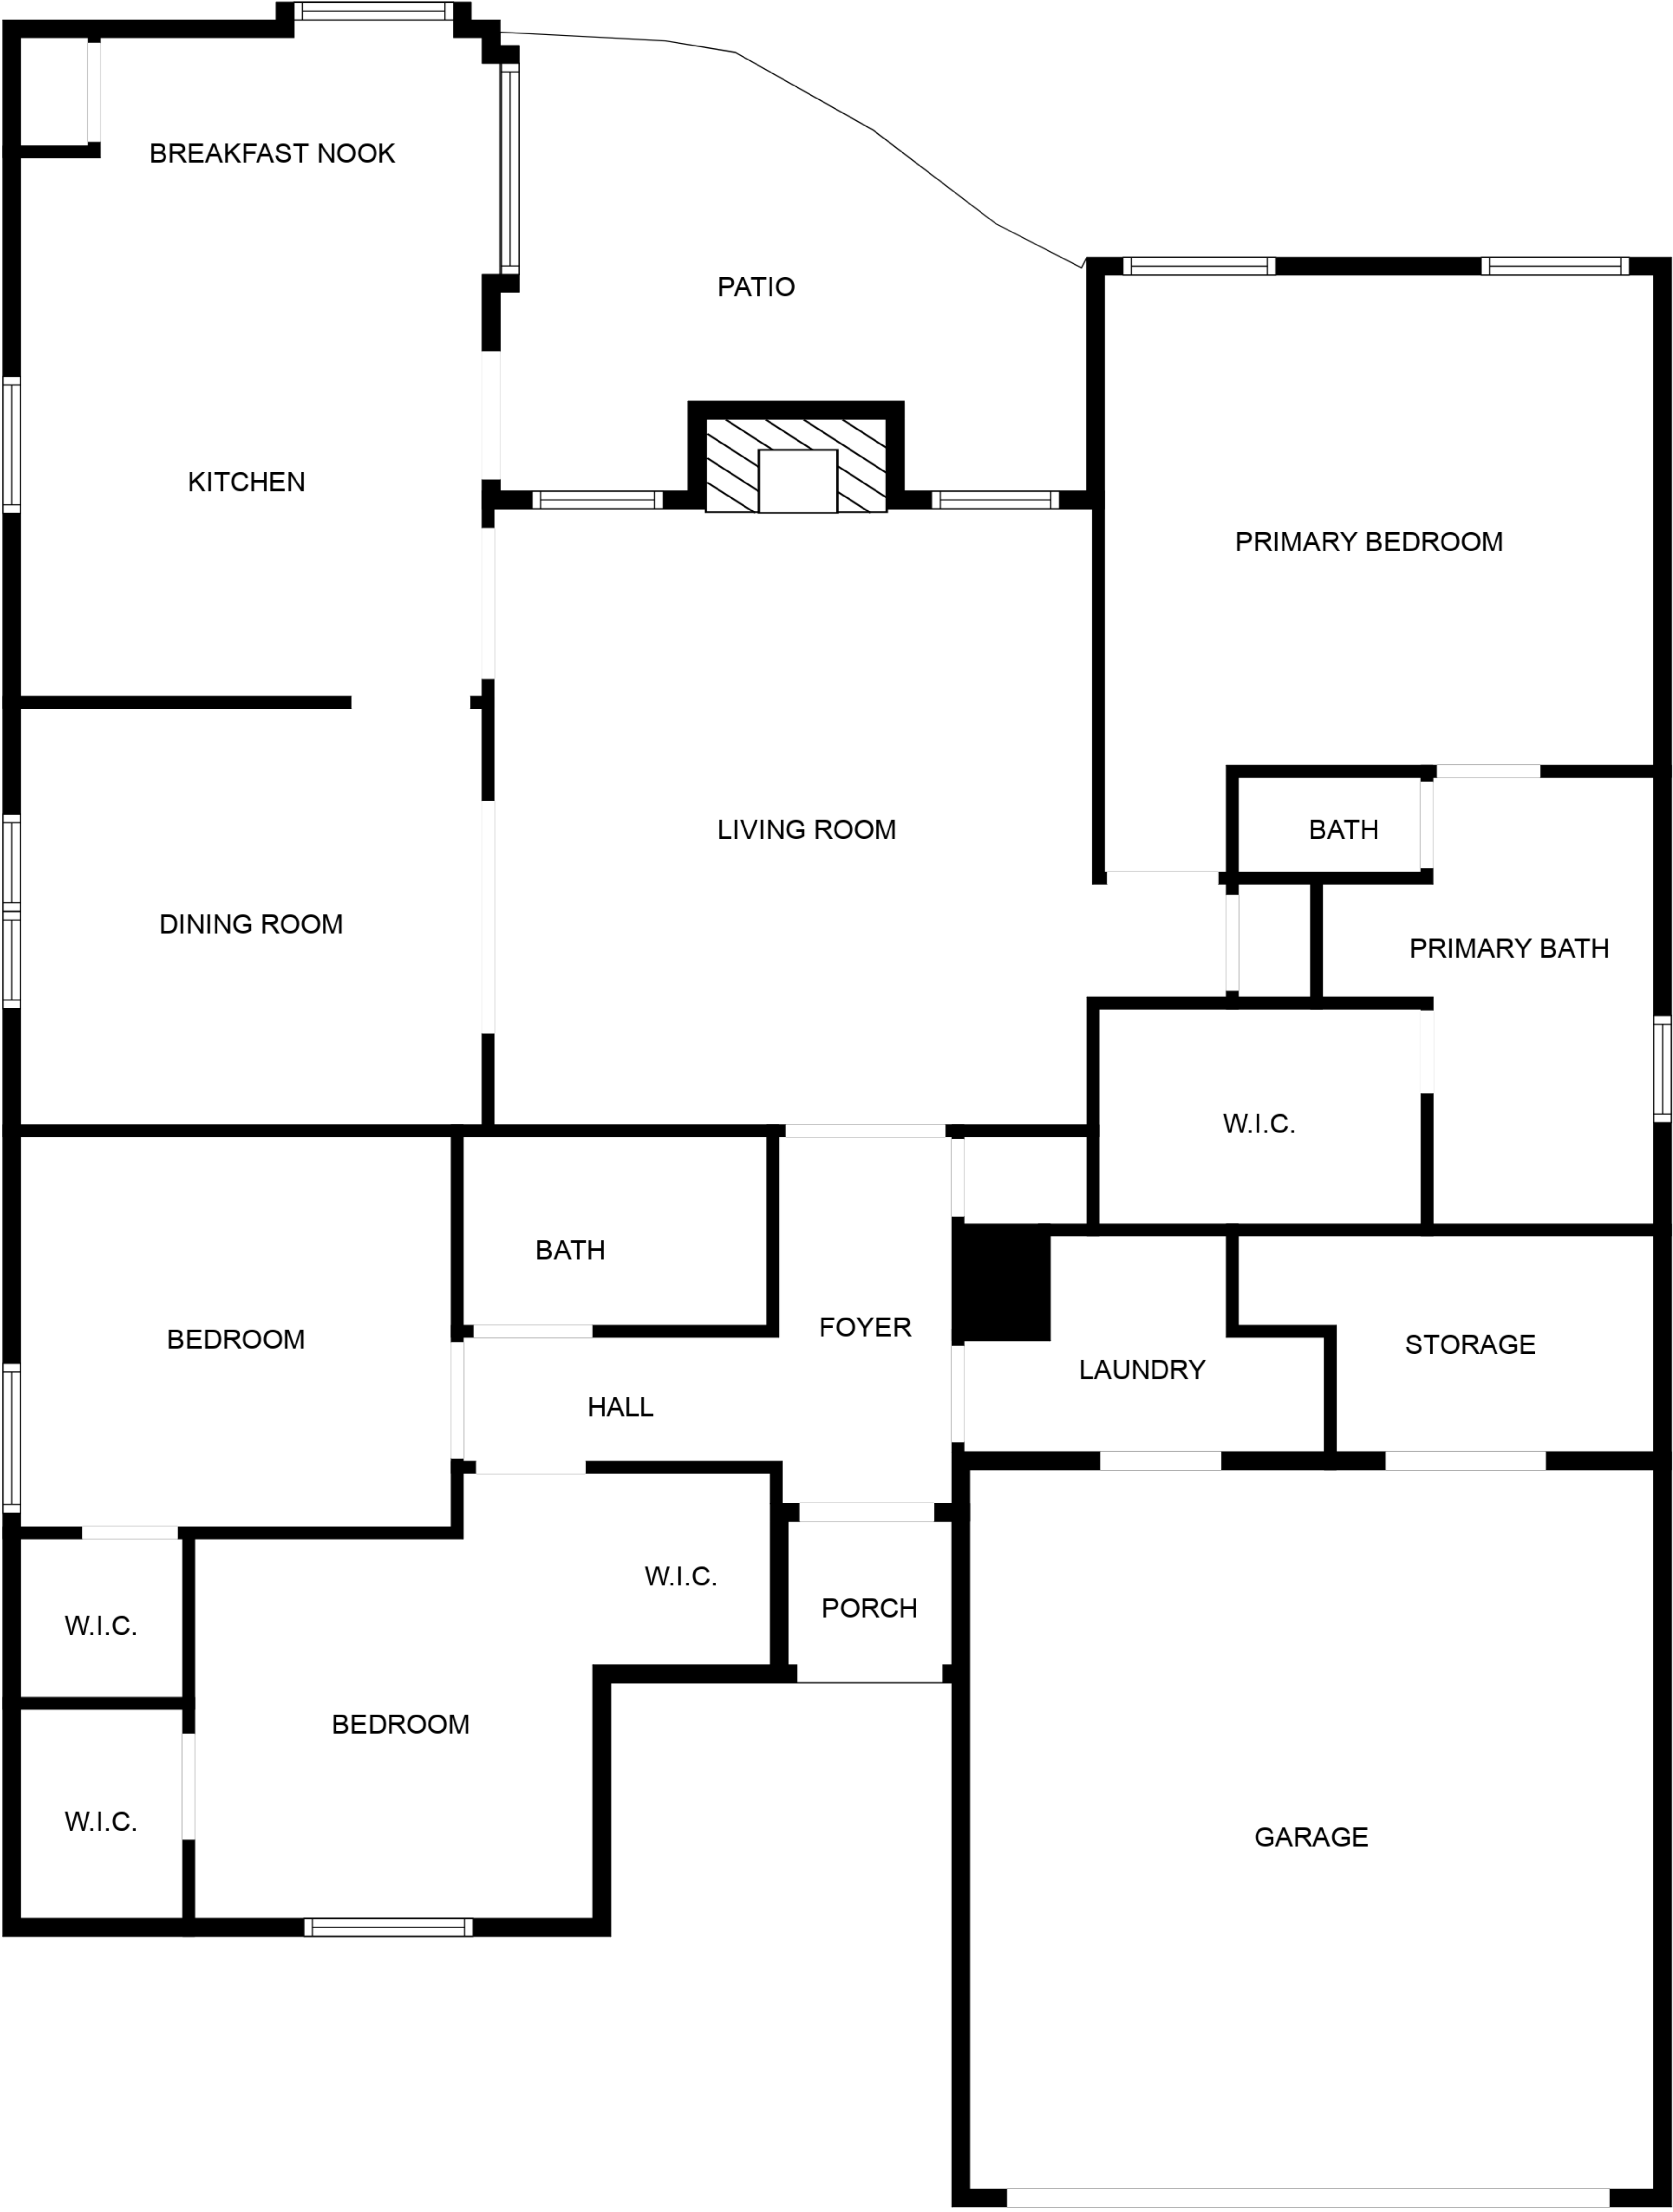 BREAKFAST NOOK
PATIO
KITCHEN
PRIMARY BEDROOM
LIVING ROOM
BATH
DINING ROOM
PRIMARY BATH
W.I.C.
BATH
FOYER
BEDROOM
STORAGE
LAUNDRY
HALL
W.I.C.
PORCH
W.I.C.
BEDROOM
W.I.C.
GARAGE